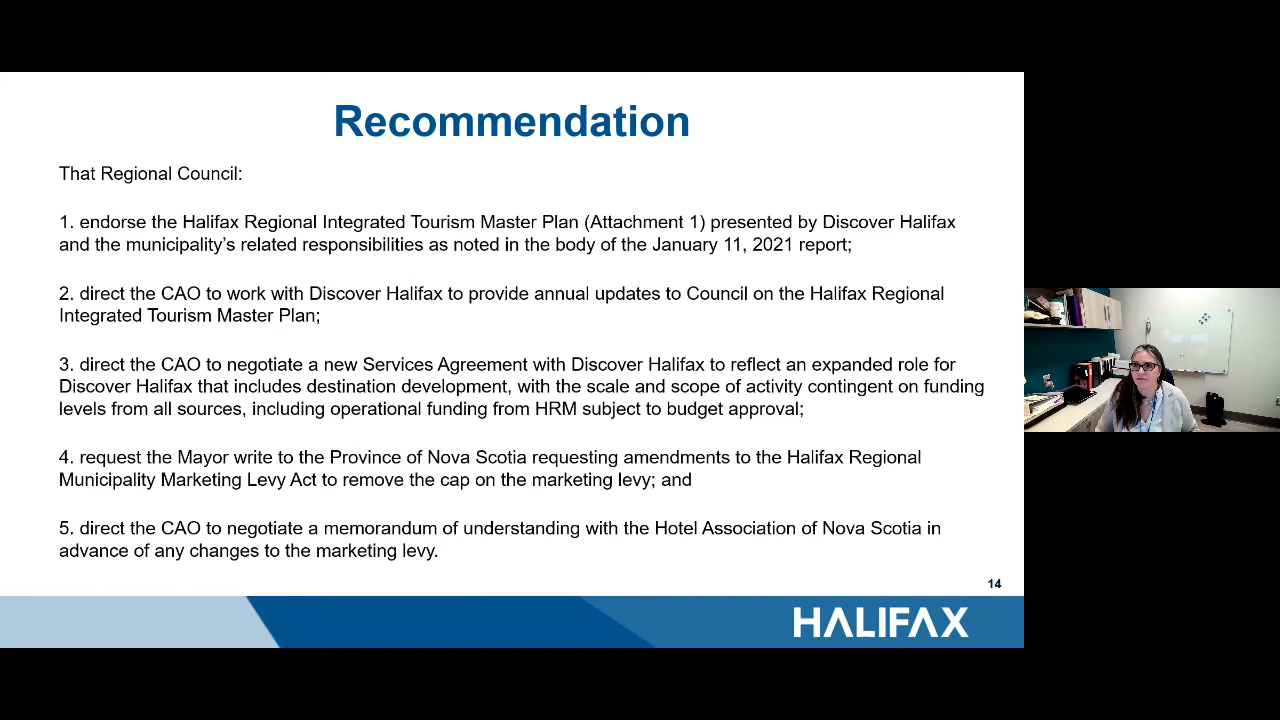 Recommendation
That Regional Council:
1. endorse the Halifax Regional Integrated Tourism Master Plan (Attachment 1) presented by Discover Halifax
and the municipality's related responsibilities as noted in the body of the January 11, 2021 report;
2. direct the CAO to work with Discover Halifax to provide annual updates to Council on the Halifax Regional
Integrated Tourism Master Plan;
3. direct the CAO to negotiate a new Services Agreement with Discover Halifax to reflect an expanded role for
Discover Halifax that includes destination development, with the scale and scope of activity contingent on funding
levels from all sources, including operational funding from HRM subject to budget approval;
4. request the Mayor write to the Province of Nova Scotia requesting amendments to the Halifax Regional
Municipality Marketing Levy Act to remove the cap on the marketing levy; and
5. direct the CAO to negotiate a memorandum of understanding with the Hotel Association of Nova Scotia in
advance of any changes to the marketing levy.
14
HALIFAX